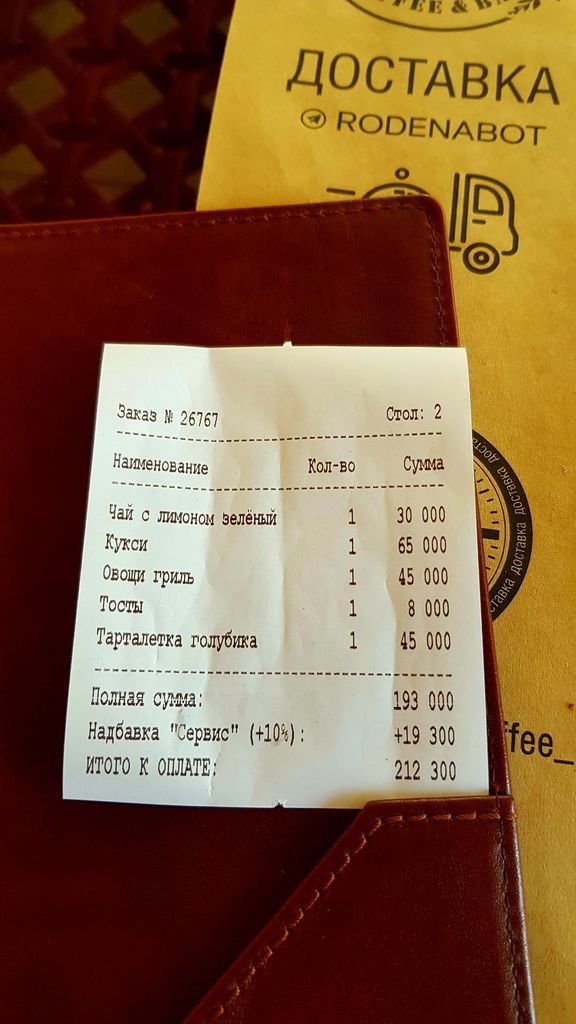 ДОСТАВКА
RODENABOT
Заказ № 26767 Стол: 2
Наименование Кол-во Сумма
Чай с лимоном зелёный 1 30 000
Кукси 1 65 000
Овощи гриль 1 45 000
Тосты 1 8 000
Тарталетка голубика 1 45 000
Полная сумма: 193 000
Надбавка "Сервис" (+10%): +19 300
ИТОГО К ОПЛАТЕ: 212 300
доставка доставка